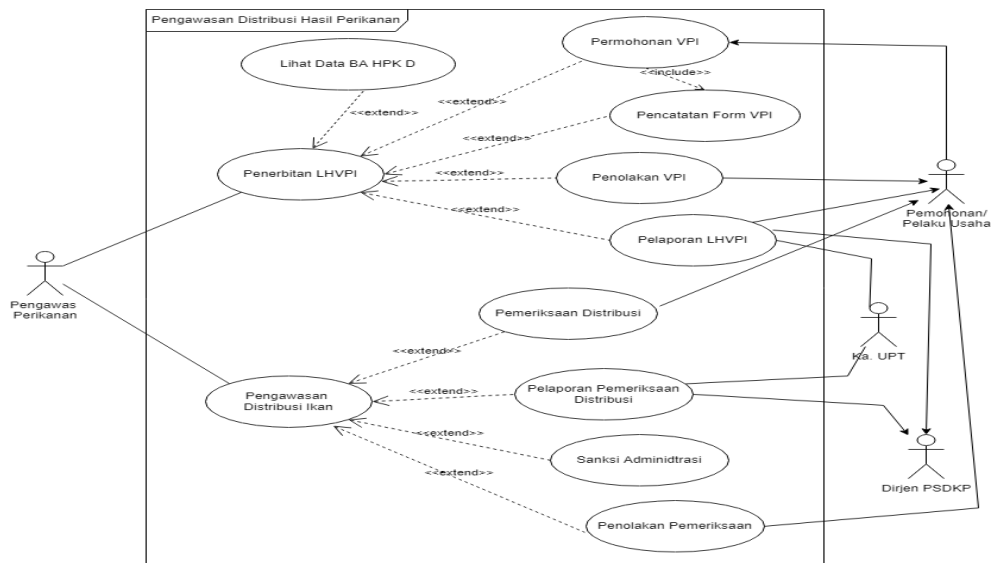 Pengawasan Distribusi Hasil Perikanan
Permohonan VPI
Lihat Data BA HPK D
<<include>>
<<extend>>
<<extend>>
Pencatatan Form VPI
<<extend>>
Penerbitan LHVPI
<<extend>>
Penolakan VPI
<<extend>>
Pemohonan/
Pelaku Usaha
Pelaporan LHVPI
Pengawas
Perikanan
Pemeriksaan Distribusi
<<extend>>
Ka. UPT
Pengawasan
Distribusi Ikan
<<extend>>
Pelaporan Pemeriksaan
Distribusi
<<extend>>
Sanksi Adminidtrasi
<<extend>>
Dirjen PSDKP
Penolakan Pemeriksaan